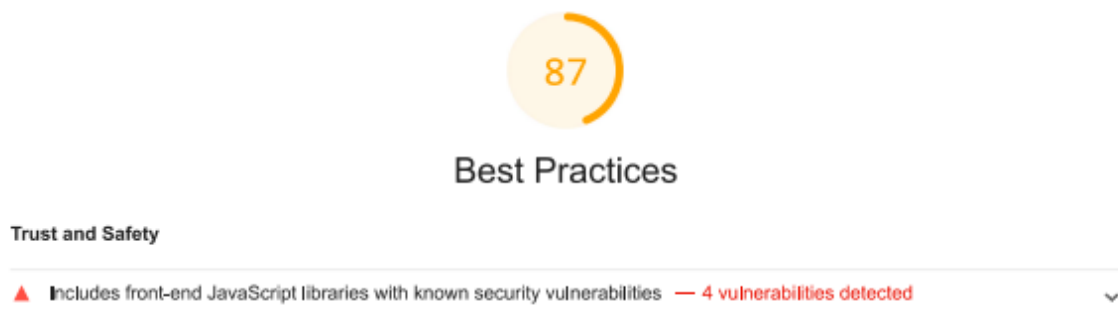 87
Best Practices
Trust and Safety
Includes front-end JavaScript libraries with known security vulnerabilities — 4 vulnerabilities detected